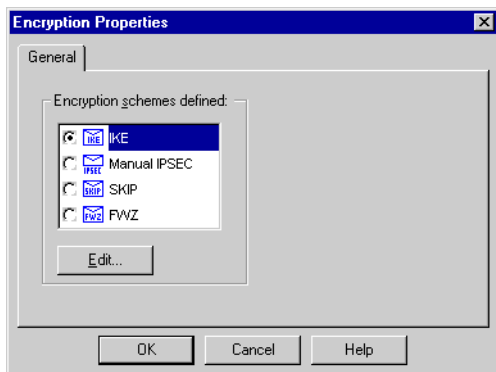 Encryption Properties
General
Encryption schemes defined:
IKE IKE
IPSEC Manual IPSEC
SKIP SKIP
FWZ FWZ
Edit...
OK Cancel Help